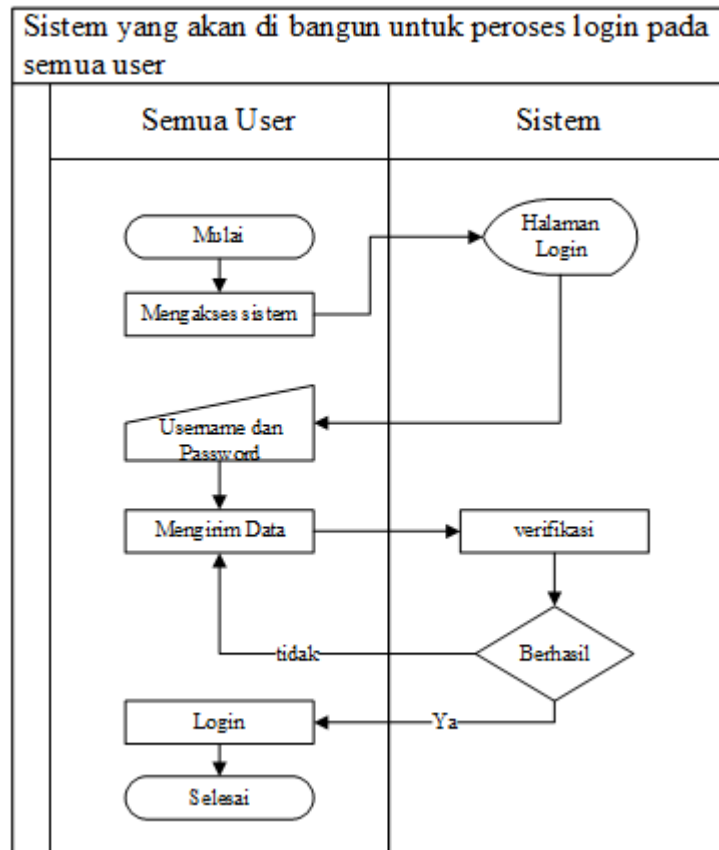 Sistem yang akan di bangun untuk peroses login pada
semua user
Semua User
Sistem
Mulai
Halaman
Login
Mengakses sistem
Username dan
Password
Mengirim Data
verifikasi
tidak
Berhasil
Login
Ya
Selesai